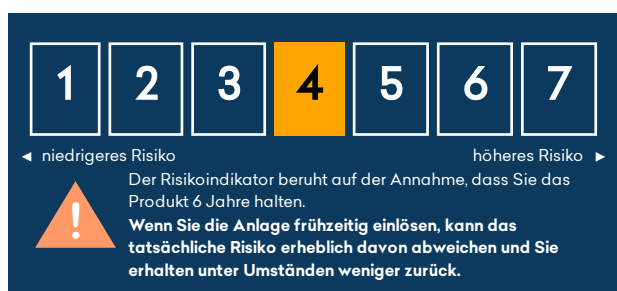 1 2 3 4 5 6 7
◄ niedrigeres Risiko höheres Risiko ►
Der Risikoindikator beruht auf der Annahme, dass Sie das
Produkt 6 Jahre halten.
Wenn Sie die Anlage frühzeitig einlösen, kann das
tatsächliche Risiko erheblich davon abweichen und Sie
erhalten unter Umständen weniger zurück.
!